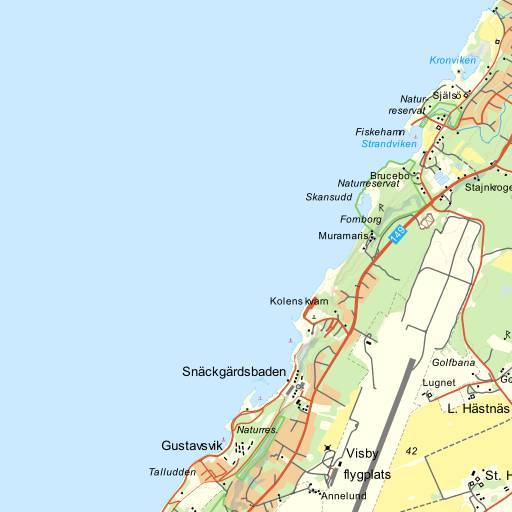 Kronviken
Själsö
Natur
reservat
Fiskehamn
Strandviken
Brucebo
Naturreservat
Stajnkroge
Skansudd
Fornborg
Muramaris
149
Kolens kvarn
Golfbana
Snäckgärdsbaden
Lugnet
L. Hästnäs
Naturres.
Gustavsvik
Visby
flygplats
42
Talludden
St. H
Annelund